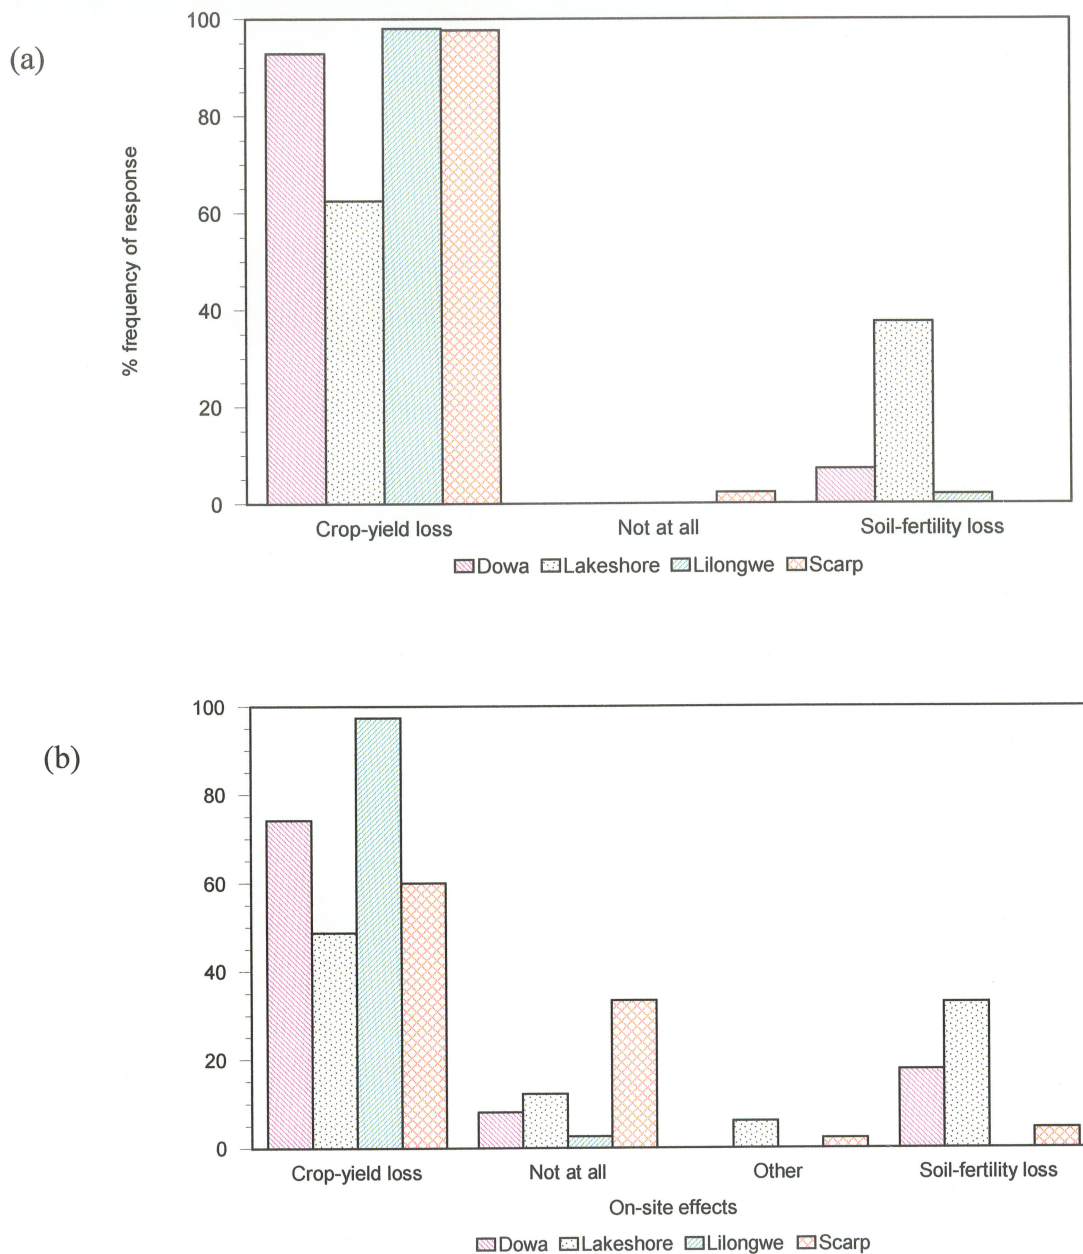 (a)
% frequency of response
100
80
60
40
20
0
Crop-yield loss Not at all Soil-fertility loss
Dowa Lakeshore Lilongwe Scarp
(b)
100
80
60
40
20
0
Crop-yield loss Not at all Other Soil-fertility loss
On-site effects
Dowa Lakeshore Lilongwe Scarp